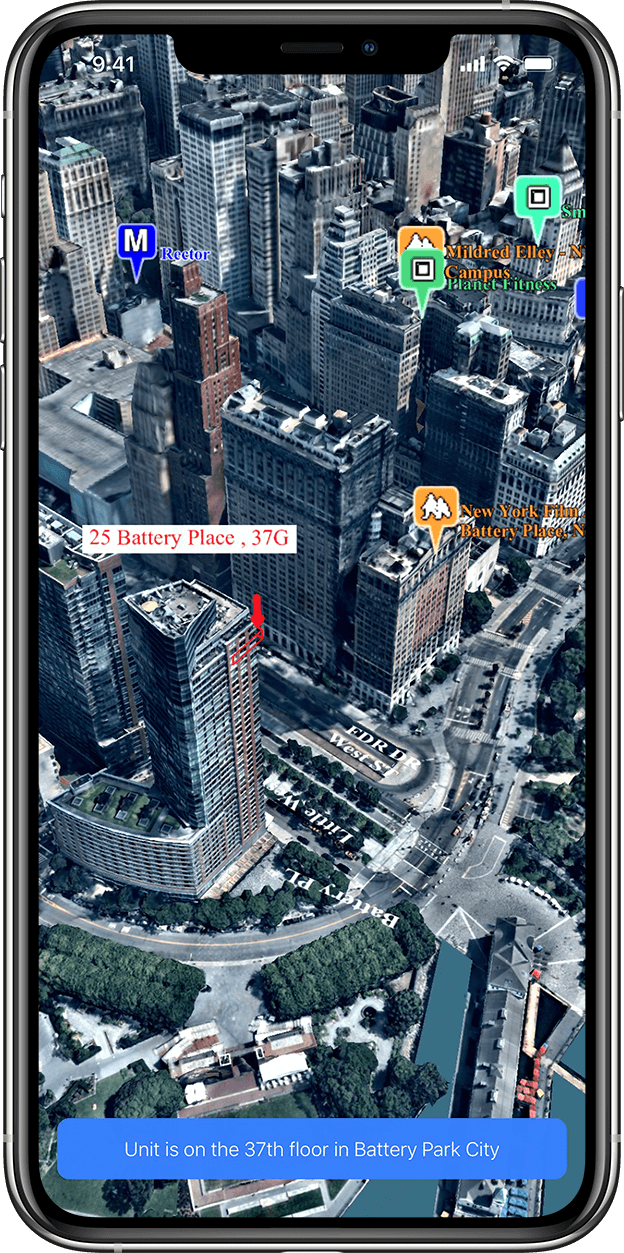 9:41
M
Rector
Sm
Mildred Elley - N
Campus
Planet Fitness
New York Film
Battery Place, N
25 Battery Place , 37G
FDR DR
West S
Little W
Battery PL
Unit is on the 37th floor in Battery Park City